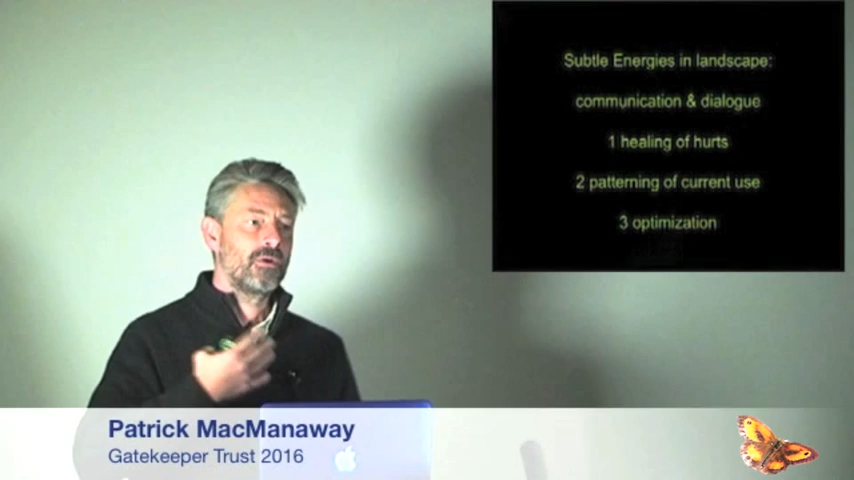 Subtle Energies in landscape:
communication & dialogue
1 healing of hurts
2 patterning of current use
3 optimization
Patrick MacManaway
Gatekeeper Trust 2016